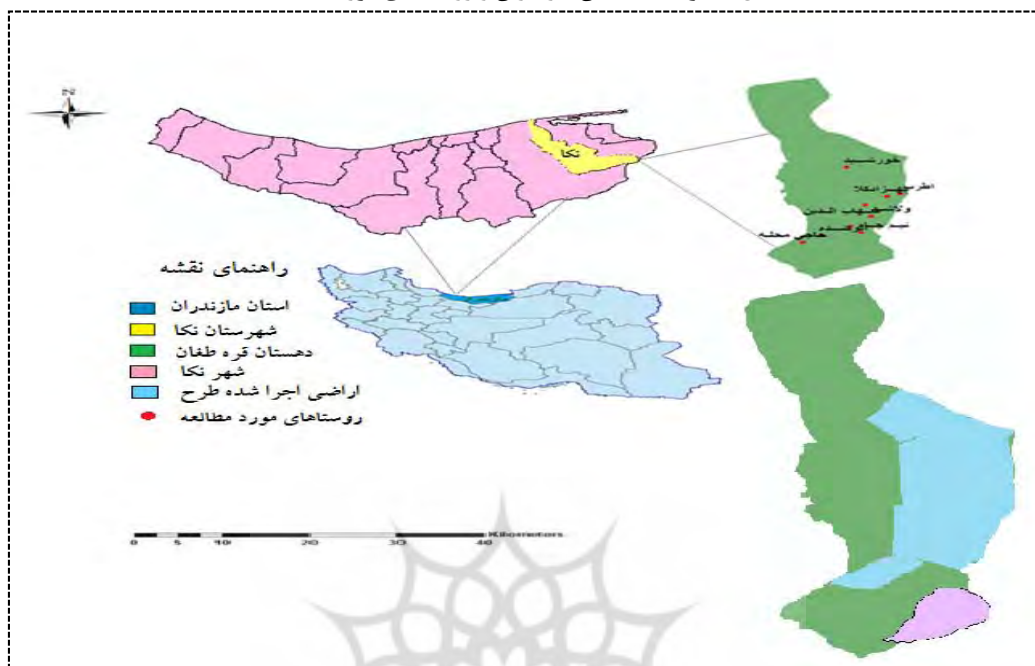 N
نکا
خورشید
حاجی محله
راهنمای نقشه
استان مازندران
شهرستان نکا
دهستان قره طغان
شهر نکا
اراضی اجرا شده طرح
روستاهای مورد مطالعه
0 5 10 20 30 40 Kilometers